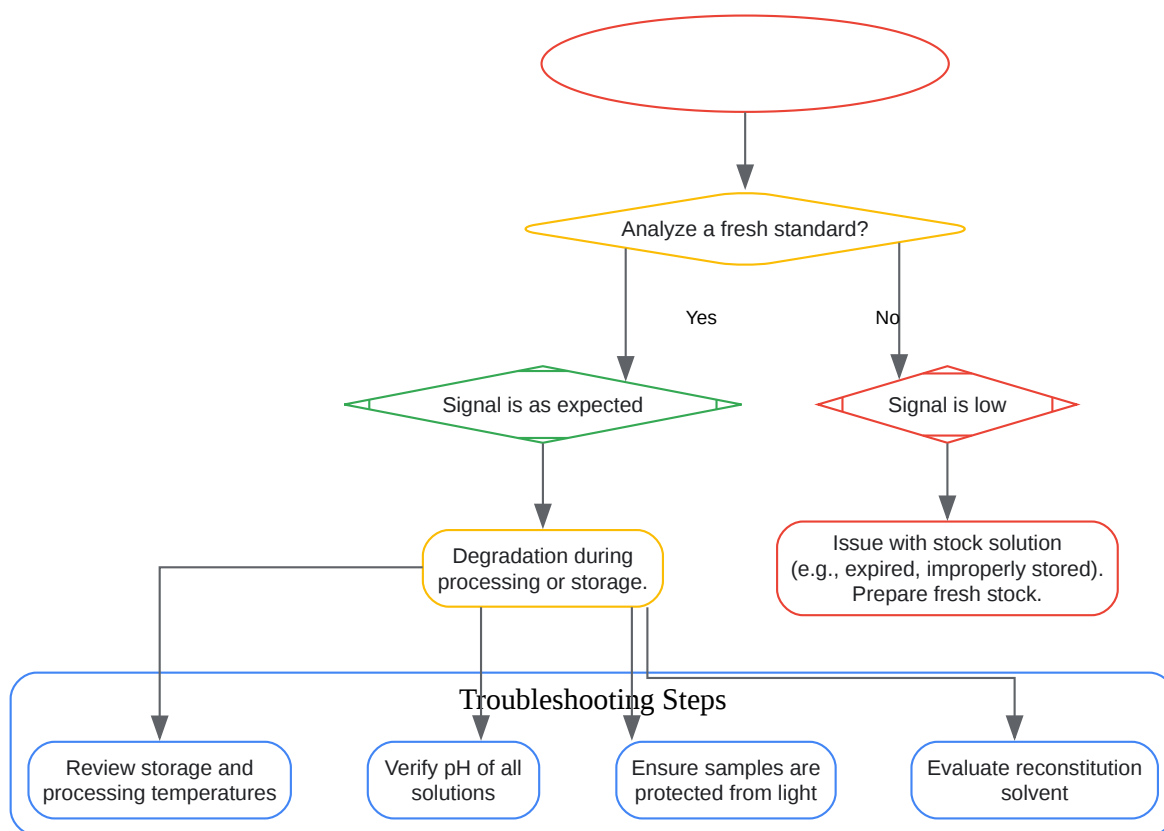 Analyze a fresh standard?
Yes
No
Signal is as expected
Signal is low
Degradation during
processing or storage.
Issue with stock solution
(e.g., expired, improperly stored).
Prepare fresh stock.
Troubleshooting Steps
Review storage and
processing temperatures
Verify pH of all
solutions
Ensure samples are
protected from light
Evaluate reconstitution
solvent